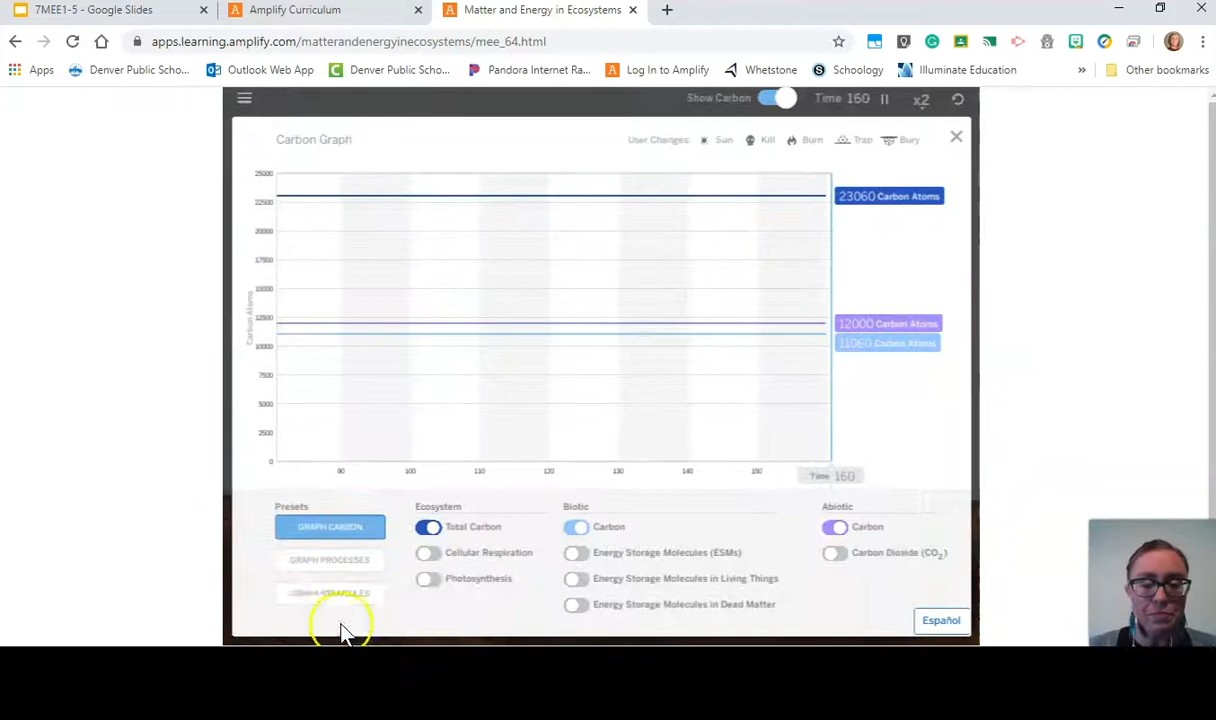 7MEE1-5 - Google Slides
Amplify Curriculum
Matter and Energy in Ecosystems
apps.learning.amplify.com/matterandenergyinecosystems/mee_64.html
Apps
Denver Public Scho...
Outlook Web App
Denver Public Scho...
Pandora Internet Ra...
Log In to Amplify
Whetstone
Schoology
Illuminate Education
»
Other bookmarks
Show Carbon
Time 160
x2
Carbon Graph
User Changes:
Sun
Kill
Burn
Trap
Bury
25000
22500
20000
17500
15000
12500
10000
7500
5000
2500
0
Carbon Atoms
23060 Carbon Atoms
12000 Carbon Atoms
11060 Carbon Atoms
90
100
110
120
130
140
150
Time 160
Presets
GRAPH CARBON
GRAPH PROCESSES
Ecosystem
Total Carbon
Cellular Respiration
Photosynthesis
Biotic
Carbon
Energy Storage Molecules (ESMs)
Energy Storage Molecules in Living Things
Energy Storage Molecules in Dead Matter
Abiotic
Carbon
Carbon Dioxide (CO2)
Español